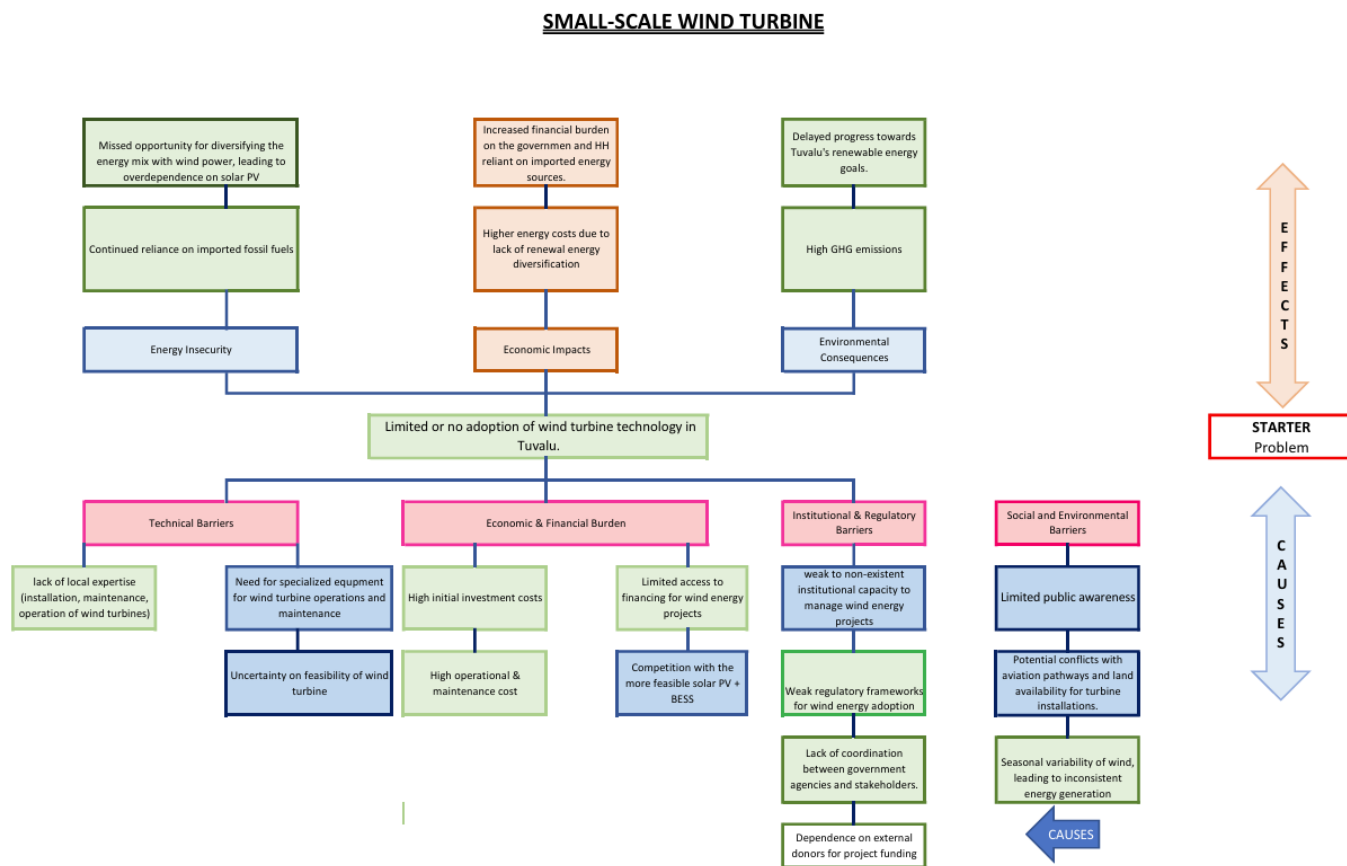 SMALL-SCALE WIND TURBINE
Missed opportunity for diversifying the
energy mix with wind power, leading to
overdependence on solar PV
Increased financial burden
on the governmen and HH
reliant on imported energy
sources.
Delayed progress towards
Tuvalu's renewable energy
goals.
Continued reliance on imported fossil fuels
Higher energy costs due to
lack of renewal energy
diversification
High GHG emissions
Energy Insecurity
Economic Impacts
Environmental
Consequences
EFFECTS
Limited or no adoption of wind turbine technology in
Tuvalu.
STARTER
Problem
Technical Barriers
Economic & Financial Burden
Institutional & Regulatory
Barriers
Social and Environmental
Barriers
lack of local expertise
(installation, maintenance,
operation of wind turbines)
Need for specialized equpment
for wind turbine operations and
maintenance
High initial investment costs
Limited access to
financing for wind energy
projects
weak to non-existent
institutional capacity to
manage wind energy
projects
Limited public awareness
CAUSES
Uncertainty on feasibility of wind
turbine
High operational &
maintenance cost
Competition with the
more feasible solar PV +
BESS
Weak regulatory frameworks
for wind energy adoption
Potential conflicts with
aviation pathways and land
availability for turbine
installations.
Lack of coordination
between government
agencies and stakeholders.
Seasonal variability of wind,
leading to inconsistent
energy generation
Dependence on external
donors for project funding
CAUSES